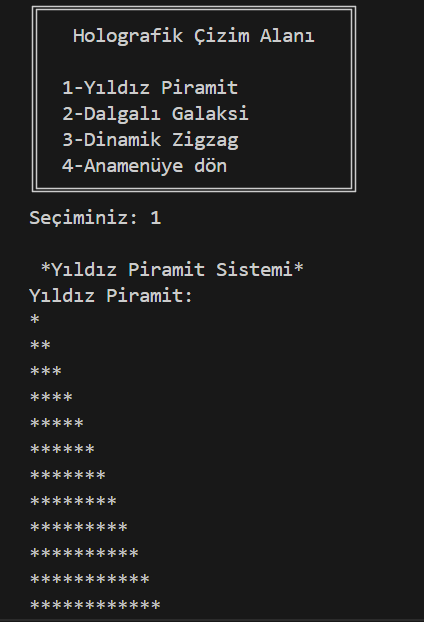 Holografik Çizim Alanı
1-Yıldız Piramit
2-Dalgalı Galaksi
3-Dinamik Zigzag
4-Anamenüye dön
Seçiminiz: 1
*Yıldız Piramit Sistemi*
Yıldız Piramit:
*
**
***
****
*****
******
*******
********
*********
**********
***********
************